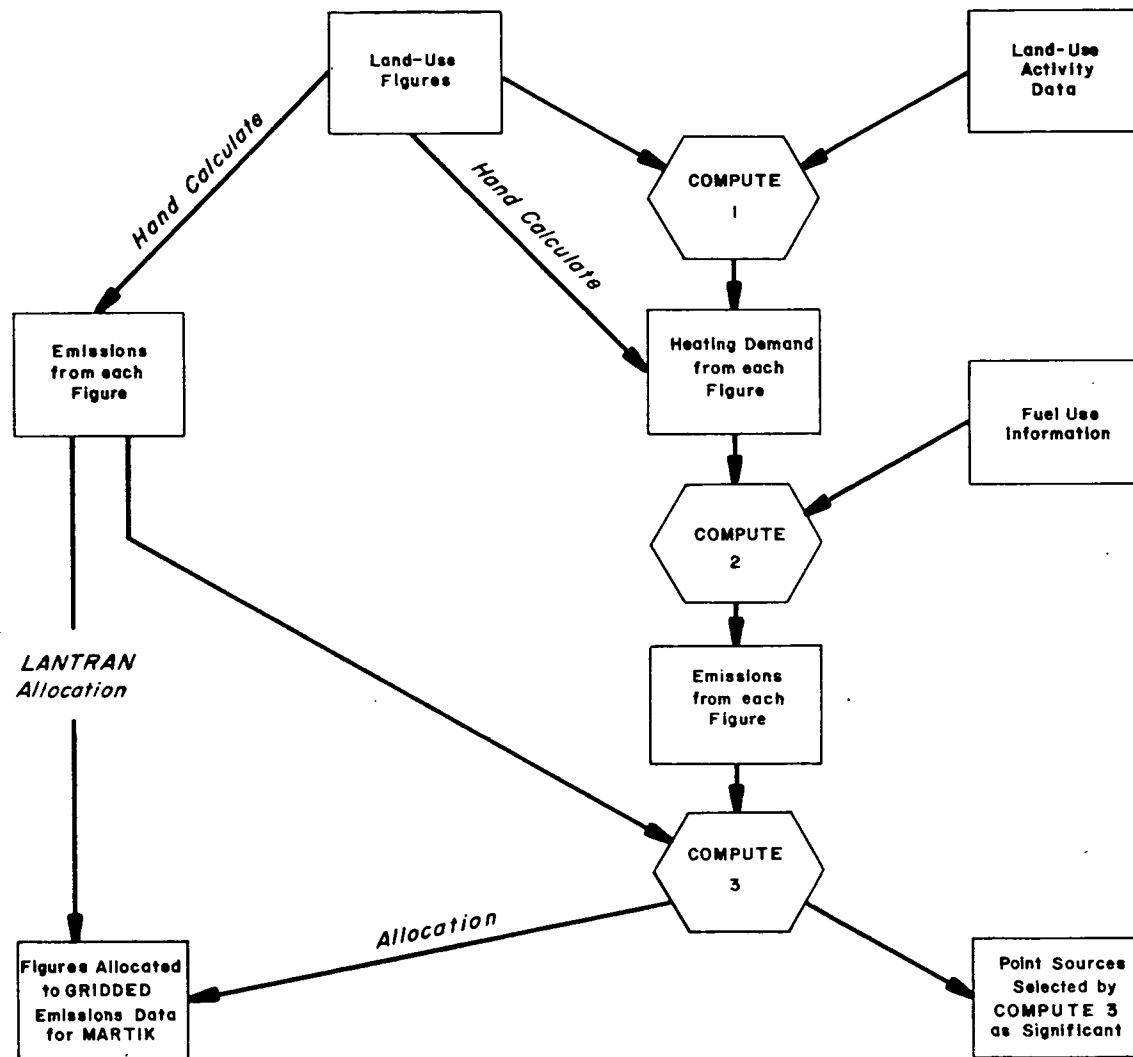 Land-Use
Figures
Land-Use
Activity
Data
Hand Calculate
Hand Calculate
COMPUTE
1
Emissions
from each
Figure
Heating Demand
from each
Figure
Fuel Use
Information
COMPUTE
2
LANTRAN
Allocation
Emissions
from each
Figure
COMPUTE
3
Allocation
Figures Allocated
to GRIDDED
Emissions Data
for MARTIK
Point Sources
Selected by
COMPUTE 3
as Significant